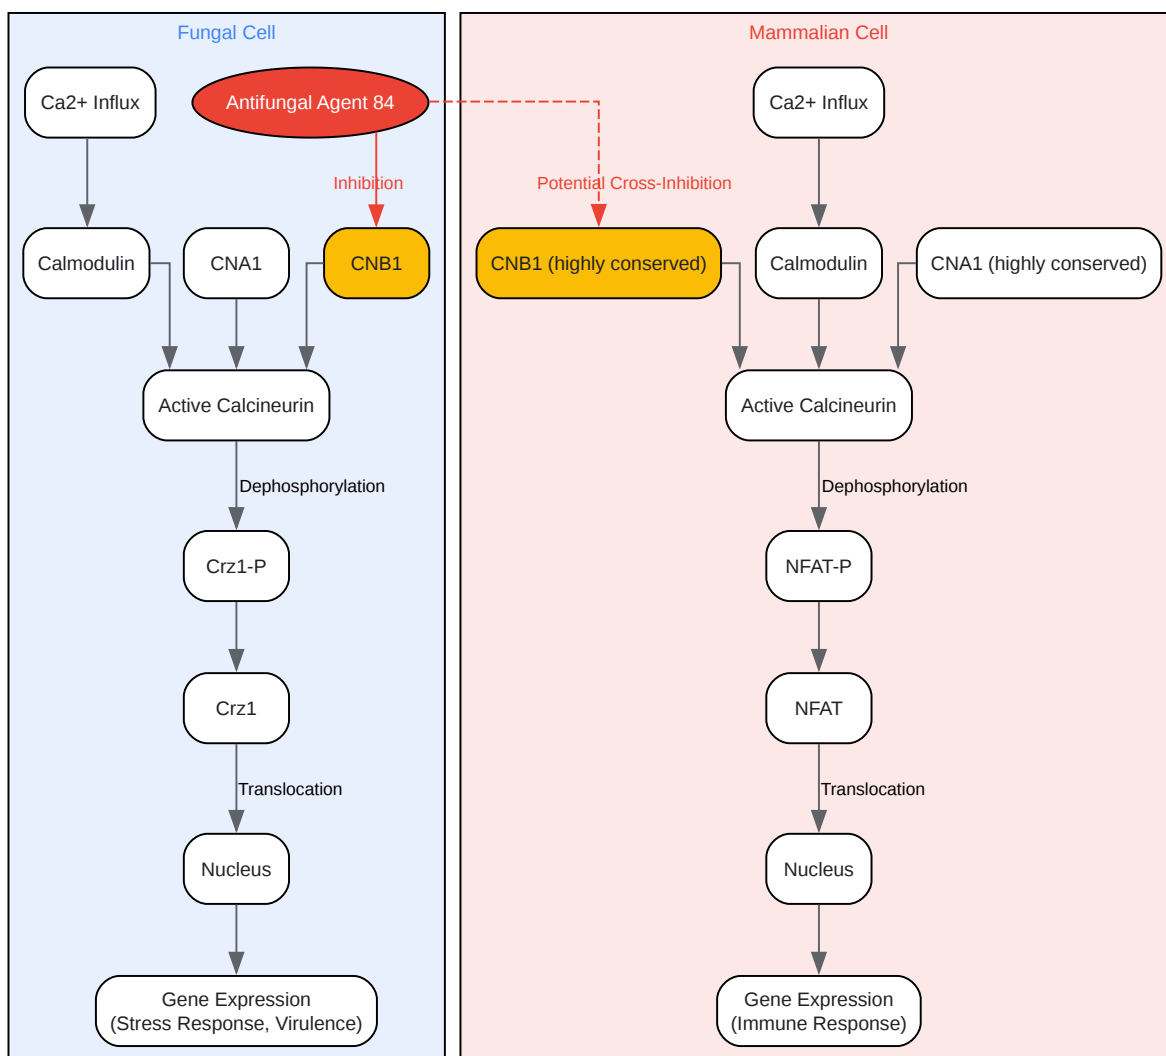 Fungal Cell
Ca2+ Influx
Antifungal Agent 84
Inhibition
Calmodulin
CNA1
CNB1
Active Calcineurin
Dephosphorylation
Crz1-P
Crz1
Translocation
Nucleus
Gene Expression
(Stress Response, Virulence)
Mammalian Cell
Ca2+ Influx
Potential Cross-Inhibition
CNB1 (highly conserved)
Calmodulin
CNA1 (highly conserved)
Active Calcineurin
Dephosphorylation
NFAT-P
NFAT
Translocation
Nucleus
Gene Expression
(Immune Response)